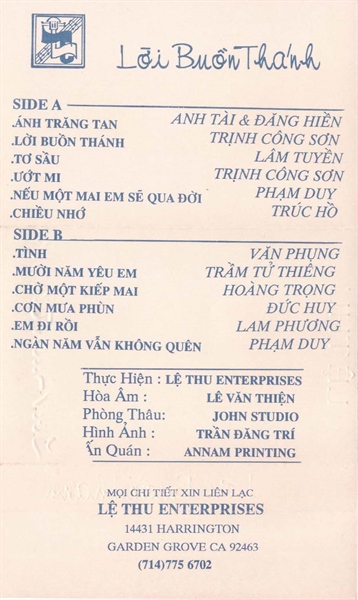 Lời Buồn Thánh
SIDE A
.ÁNH TRĂNG TAN ANH TÀI & ĐĂNG HIỀN
.LỜI BUỒN THÁNH TRỊNH CÔNG SƠN
.TƠ SẦU LÂM TUYỀN
.ƯỚT MI TRỊNH CÔNG SƠN
.NẾU MỘT MAI EM SẼ QUA ĐỜI PHẠM DUY
.CHIỀU NHỚ TRÚC HỒ
SIDE B
.TÌNH VĂN PHỤNG
.MƯỜI NĂM YÊU EM TRẦM TỬ THIÊNG
.CHỜ MỘT KIẾP MAI HOÀNG TRỌNG
.CƠN MƯA PHÙN ĐỨC HUY
.EM ĐI RỒI LAM PHƯƠNG
.NGÀN NĂM VẪN KHÔNG QUÊN PHẠM DUY
Thực Hiện : LỆ THU ENTERPRISES
Hòa Âm : LÊ VĂN THIỆN
Phòng Thâu: JOHN STUDIO
Hình Ảnh : TRẦN ĐĂNG TRÍ
Ấn Quán : ANNAM PRINTING
MỌI CHI TIẾT XIN LIÊN LẠC
LỆ THU ENTERPRISES
14431 HARRINGTON
GARDEN GROVE CA 92463
(714)775 6702